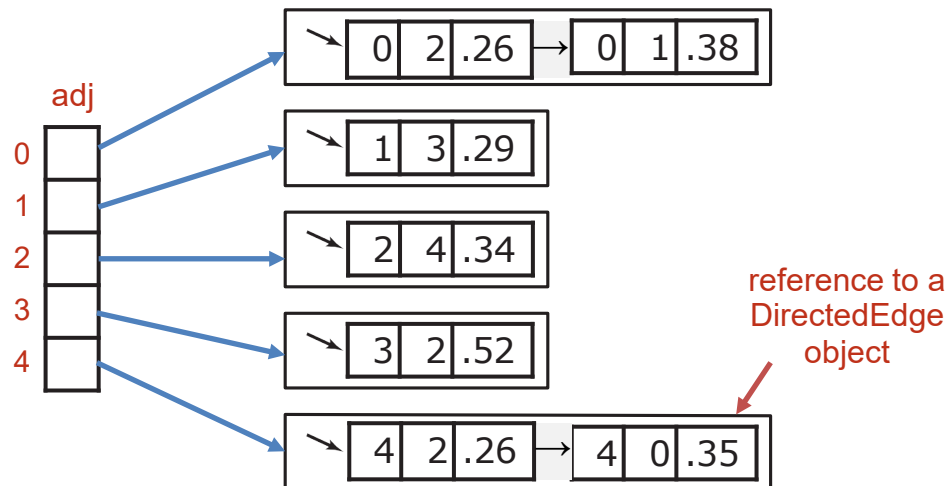 adj
0
1
2
3
4
0 2 .26 → 0 1 .38
1 3 .29
2 4 .34
3 2 .52
4 2 .26 → 4 0 .35
reference to a
DirectedEdge
object